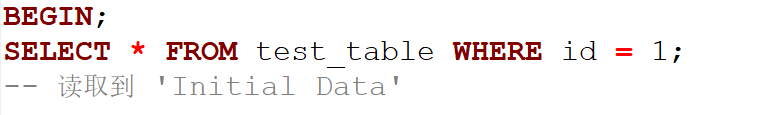 BEGIN;
SELECT * FROM test_table WHERE id = 1;
-- 读取到 'Initial Data'